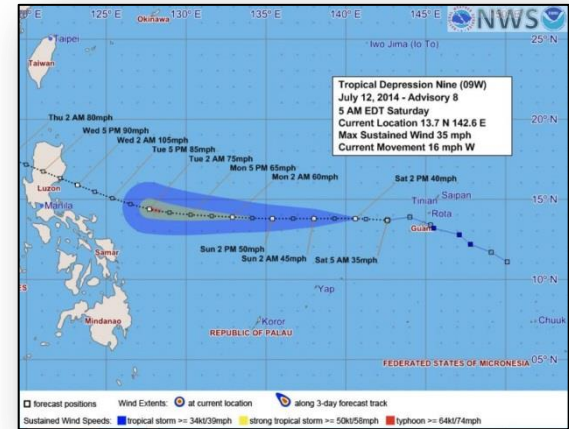 125° E
130° E
135° E
140° E
145° E
150° E
NWS
Okinawa
Taipei
Iwo Jima (Io To)
25° N
Taiwan
Tropical Depression Nine (09W)
July 12, 2014 - Advisory 8
5 AM EDT Saturday
Current Location 13.7 N 142.6 E
Max Sustained Wind 35 mph
Current Movement 16 mph W
Thu 2 AM 80mph
20° N
Wed 5 PM 90mph
Wed 2 AM 105mph
Tue 5 PM 85mph
Tue 2 AM 75mph
Mon 5 PM 65mph
Mon 2 AM 60mph
Sat 2 PM 40mph
Luzon
Saipan
Tinian
15° N
Manila
Rota
Guam
Sun 2 PM 50mph
Sun 2 AM 45mph
Sat 5 AM 35mph
Samar
10° N
Yap
Mindanao
Koror
Chuuk
REPUBLIC OF PALAU
FEDERATED STATES OF MICRONESIA
05° N
forecast positions Wind Extents: at current location along 3-day forecast track
Sustained Wind Speeds: tropical storm >= 34kt/39mph strong tropical storm >= 50kt/58mph typhoon >= 64kt/74mph